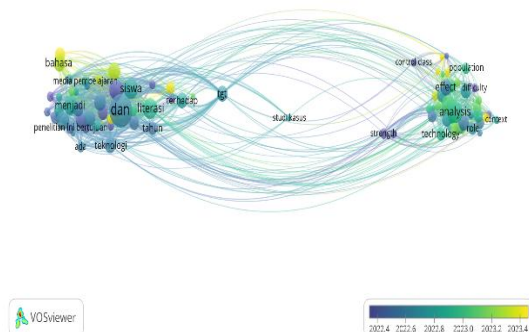 control class
bahasa
population
media pembelajaran
siswa
effect
difficulty
menjadi
dan
literasi
terhadap
tgt
analysis
studi kasus
context
penelitian ini bertujuan
tahun
strength
technology
role
ada
teknologi
VOSviewer
2022.4 2022.6 2022.8 2023.0 2023.2 2023.4